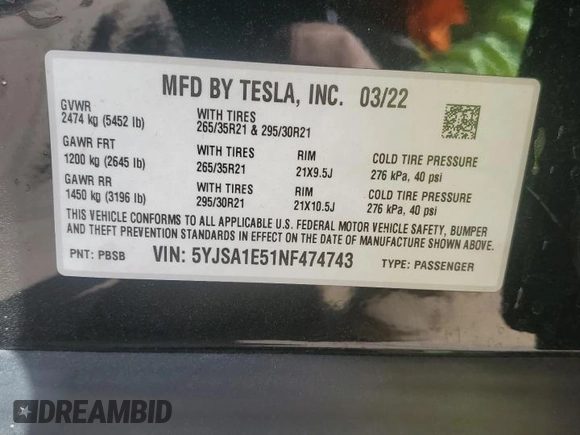 MFD BY TESLA, INC. 03/22
GVWR
2474 kg (5452 lb)
WITH TIRES
265/35R21 & 295/30R21
GAWR FRT
1200 kg (2645 lb)
WITH TIRES
265/35R21
RIM
21X9.5J
COLD TIRE PRESSURE
276 kPa, 40 psi
GAWR RR
1450 kg (3196 lb)
WITH TIRES
295/30R21
RIM
21X10.5J
COLD TIRE PRESSURE
276 kPa, 40 psi
THIS VEHICLE CONFORMS TO ALL APPLICABLE U.S. FEDERAL MOTOR VEHICLE SAFETY, BUMPER
AND THEFT PREVENTION STANDARDS IN EFFECT ON THE DATE OF MANUFACTURE SHOWN ABOVE.
PNT: PBSB VIN: 5YJSA1E51NF474743 TYPE: PASSENGER
DREAMBID